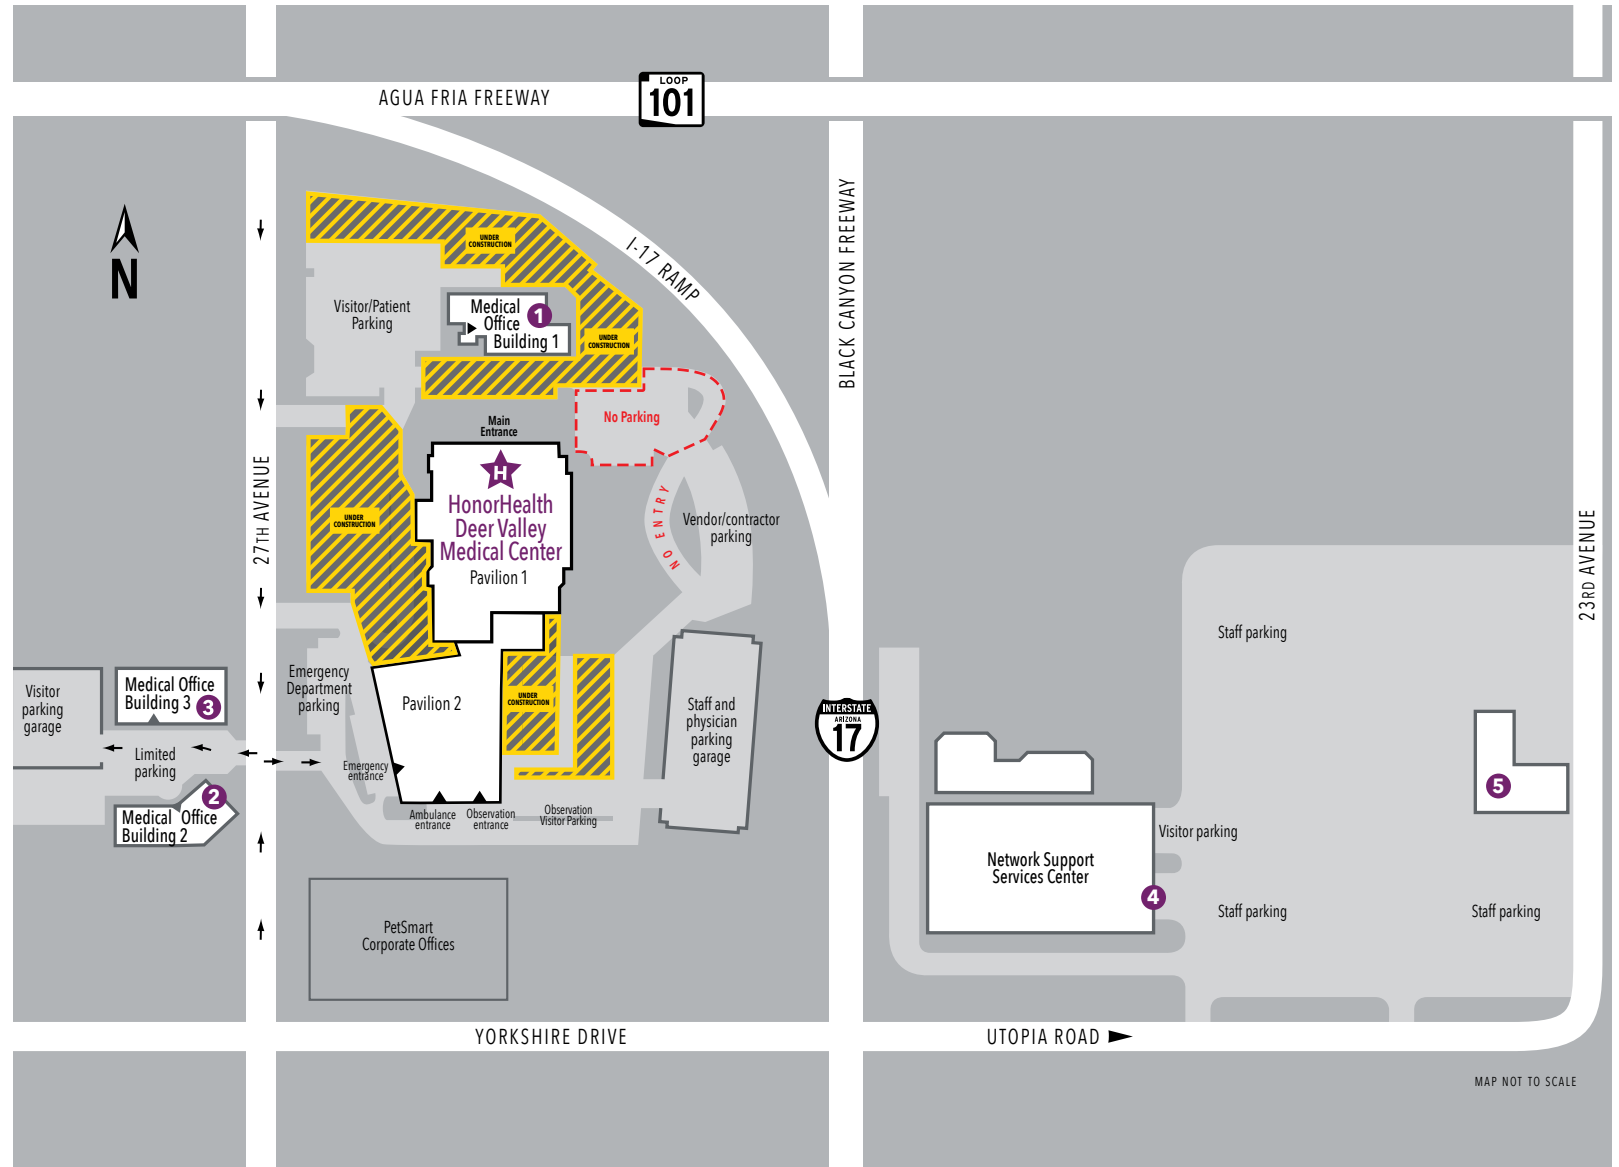 LOOP
101
AGUA FRIA FREEWAY
BLACK CANYON FREEWAY
I-17 RAMP
N
UNDER
CONSTRUCTION
Visitor/Patient
Parking
Medical
Office
Building 1
1
UNDER
CONSTRUCTION
No Parking
Main
Entrance
H
HonorHealth
Deer Valley
Medical Center
Pavilion 1
27TH AVENUE
UNDER
CONSTRUCTION
NO ENTRY
Vendor/contractor
parking
23RD AVENUE
Staff parking
Visitor
parking
garage
Medical Office
Building 3
3
Emergency
Department
parking
Pavilion 2
UNDER
CONSTRUCTION
Staff and
physician
parking
garage
INTERSTATE
ARIZONA
17
Limited
parking
Emergency
entrance
2
Medical Office
Building 2
Ambulance
entrance
Observation
entrance
Observation
Visitor Parking
5
Visitor parking
Network Support
Services Center
4
Staff parking
Staff parking
PetSmart
Corporate Offices
YORKSHIRE DRIVE
UTOPIA ROAD
MAP NOT TO SCALE